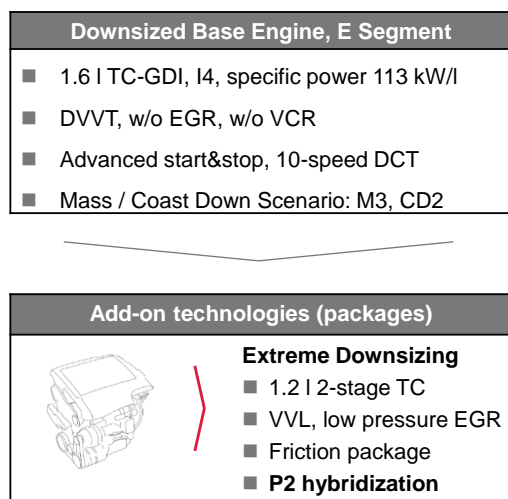 Downsized Base Engine, E Segment
■ 1.6 l TC-GDI, I4, specific power 113 kW/l
■ DVVT, w/o EGR, w/o VCR
■ Advanced start&stop, 10-speed DCT
■ Mass / Coast Down Scenario: M3, CD2
Add-on technologies (packages)
Extreme Downsizing
■ 1.2 l 2-stage TC
■ VVL, low pressure EGR
■ Friction package
■ P2 hybridization